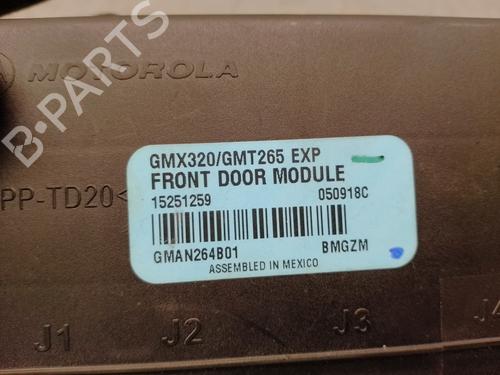 MOTOROLA
B-PARTS
GMX320/GMT265 EXP
FRONT DOOR MODULE
PP-TD20<
15251259 050918C
GMAN264B01 BMGZM
ASSEMBLED IN MEXICO
J1 J2 J3 J4